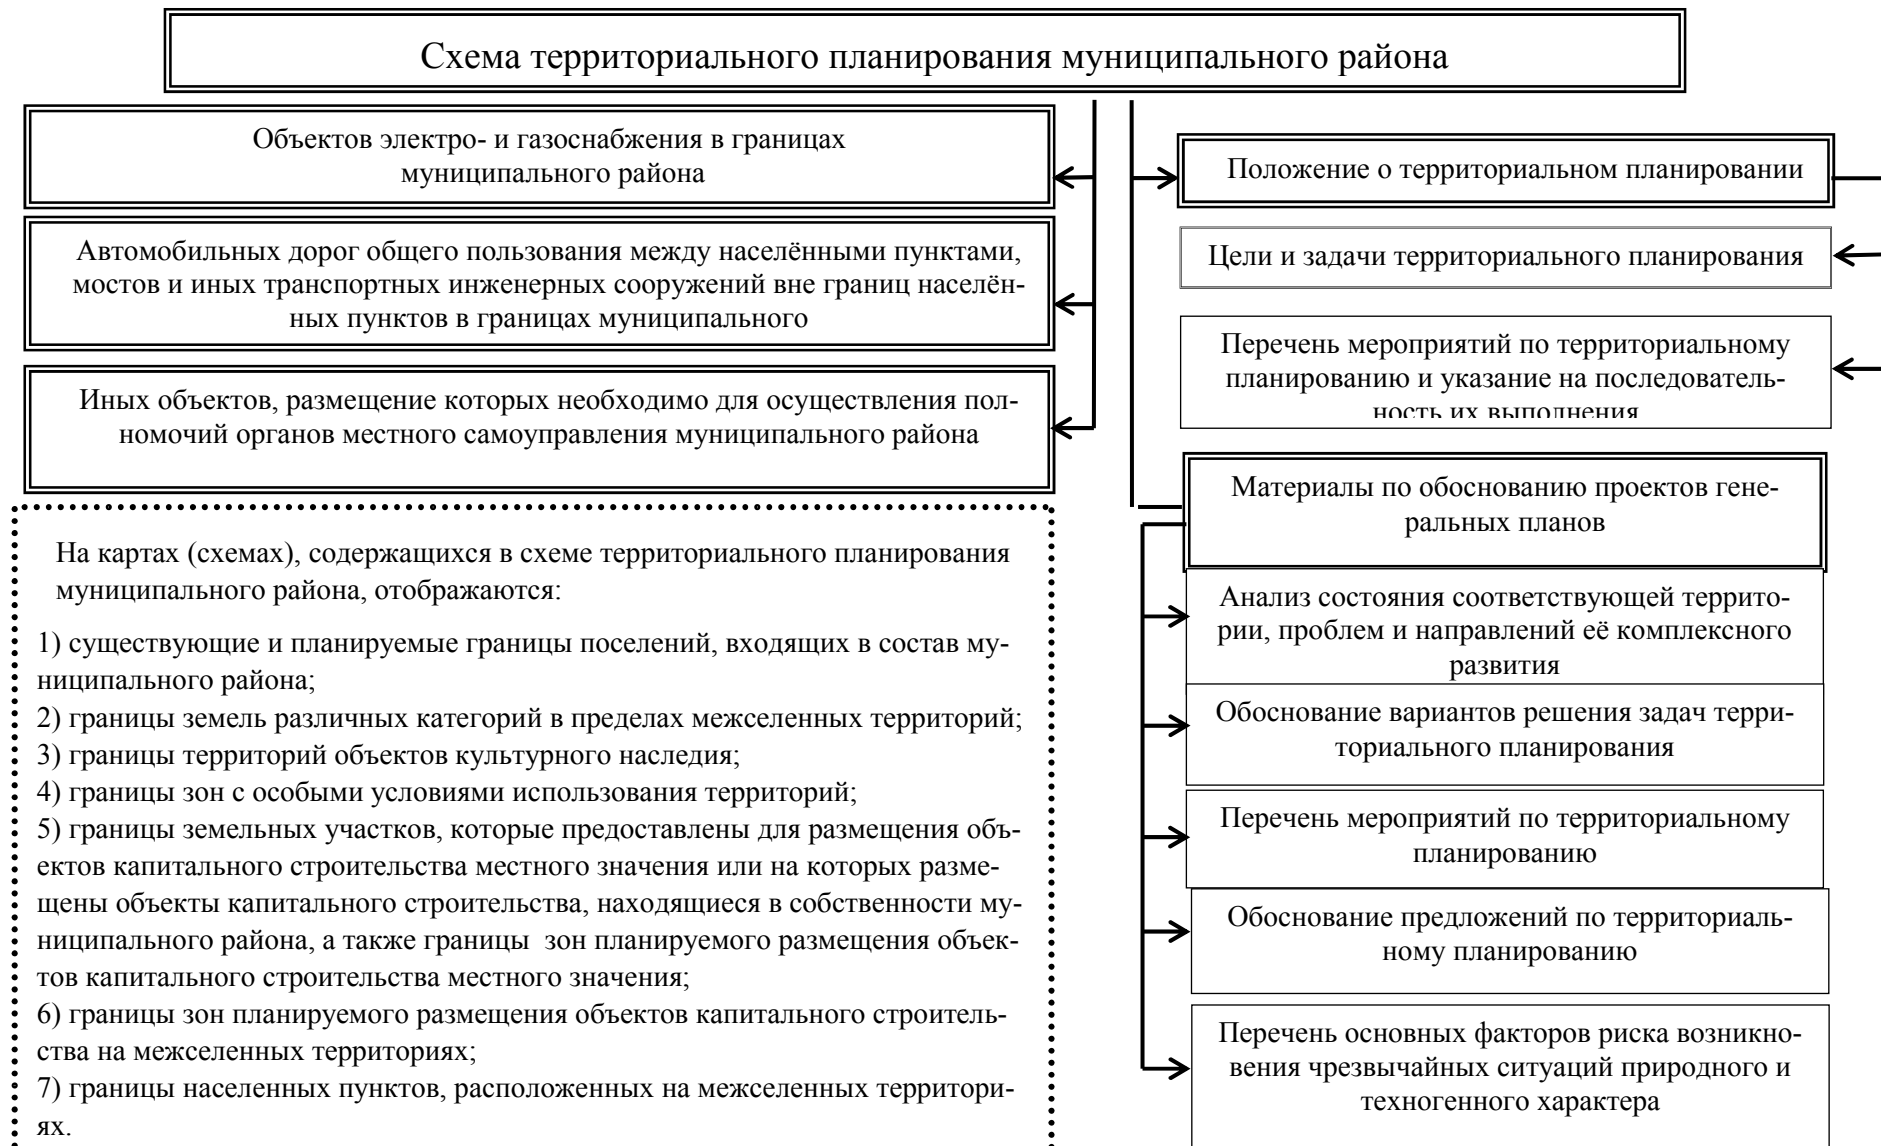 Схема территориального планирования муниципального района
Объектов электро- и газоснабжения в границах
муниципального района
Автомобильных дорог общего пользования между населёнными пунктами,
мостов и иных транспортных инженерных сооружений вне границ населён-
ных пунктов в границах муниципального
Иных объектов, размещение которых необходимо для осуществления пол-
номочий органов местного самоуправления муниципального района
На картах (схемах), содержащихся в схеме территориального планирования
муниципального района, отображаются:
1) существующие и планируемые границы поселений, входящих в состав му-
ниципального района;
2) границы земель различных категорий в пределах межселенных территорий;
3) границы территорий объектов культурного наследия;
4) границы зон с особыми условиями использования территорий;
5) границы земельных участков, которые предоставлены для размещения объ-
ектов капитального строительства местного значения или на которых разме-
щены объекты капитального строительства, находящиеся в собственности му-
ниципального района, а также границы зон планируемого размещения объек-
тов капитального строительства местного значения;
6) границы зон планируемого размещения объектов капитального строитель-
ства на межселенных территориях;
7) границы населенных пунктов, расположенных на межселенных территори-
ях.
Положение о территориальном планировании
Цели и задачи территориального планирования
Перечень мероприятий по территориальному
планированию и указание на последователь-
ность их выполнения
Материалы по обоснованию проектов гене-
ральных планов
Анализ состояния соответствующей террито-
рии, проблем и направлений её комплексного
развития
Обоснование вариантов решения задач терри-
ториального планирования
Перечень мероприятий по территориальному
планированию
Обоснование предложений по территориаль-
ному планированию
Перечень основных факторов риска возникно-
вения чрезвычайных ситуаций природного и
техногенного характера